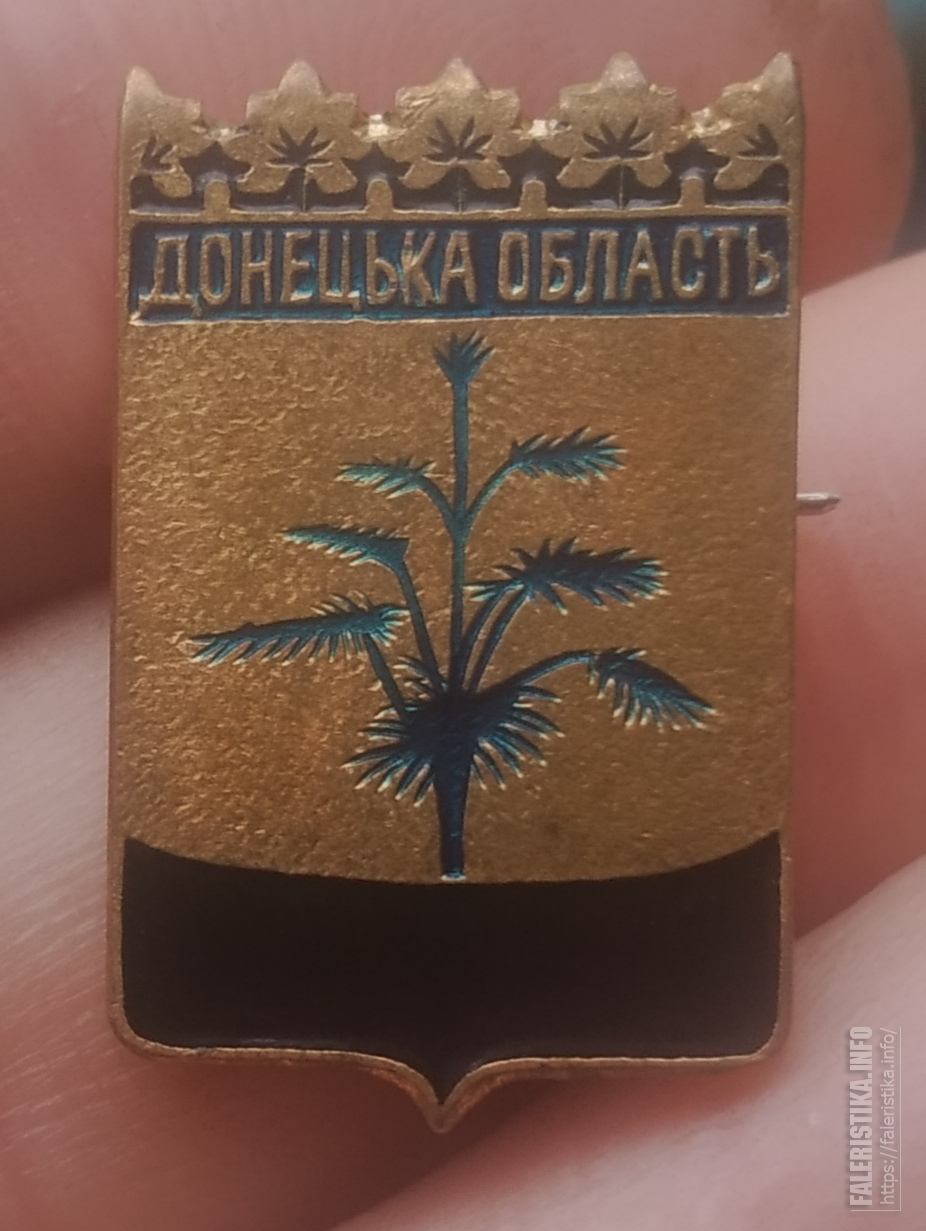 ДОНЕЦЬКА ОБЛАСТЬ
FALERISTIKA.INFO
https://faleristika.info/